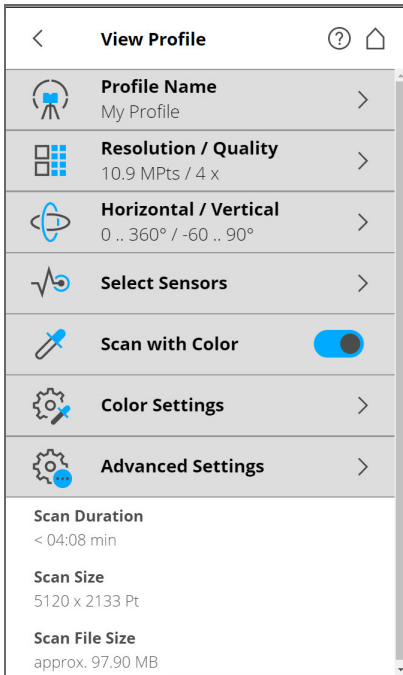 View Profile
Profile Name
My Profile
Resolution / Quality
10.9 MPts / 4 x
Horizontal / Vertical
0 .. 360° / -60 .. 90°
Select Sensors
Scan with Color
Color Settings
Advanced Settings
Scan Duration
< 04:08 min
Scan Size
5120 x 2133 Pt
Scan File Size
approx. 97.90 MB